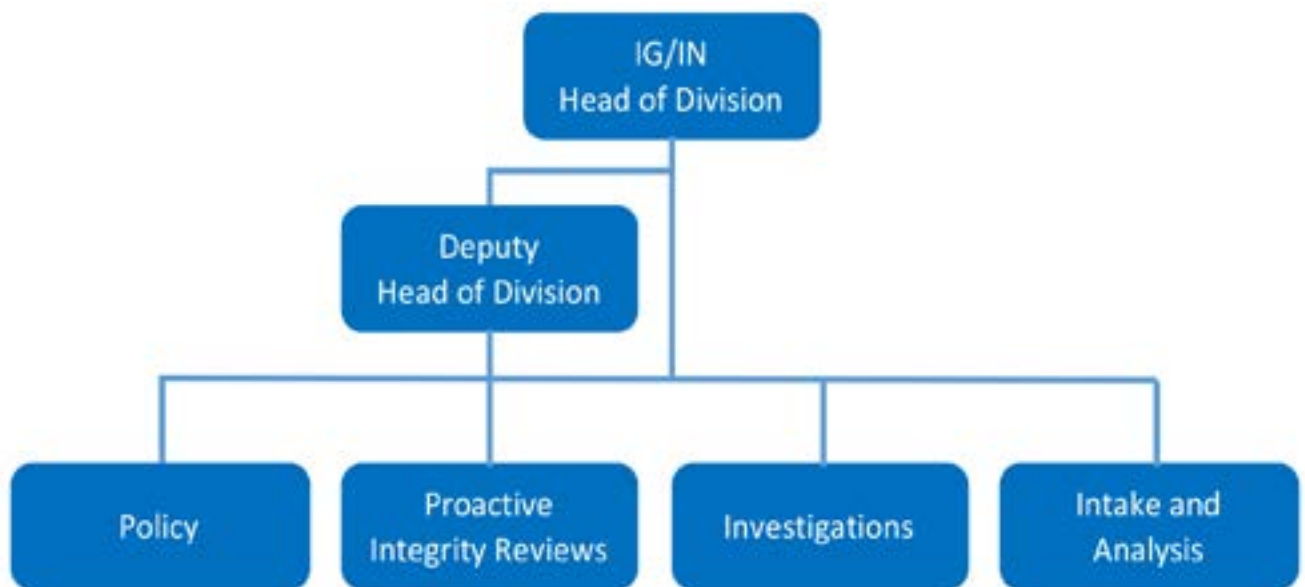 IG/IN
Head of Division
Deputy
Head of Division
Policy
Proactive
Integrity Reviews
Investigations
Intake and
Analysis